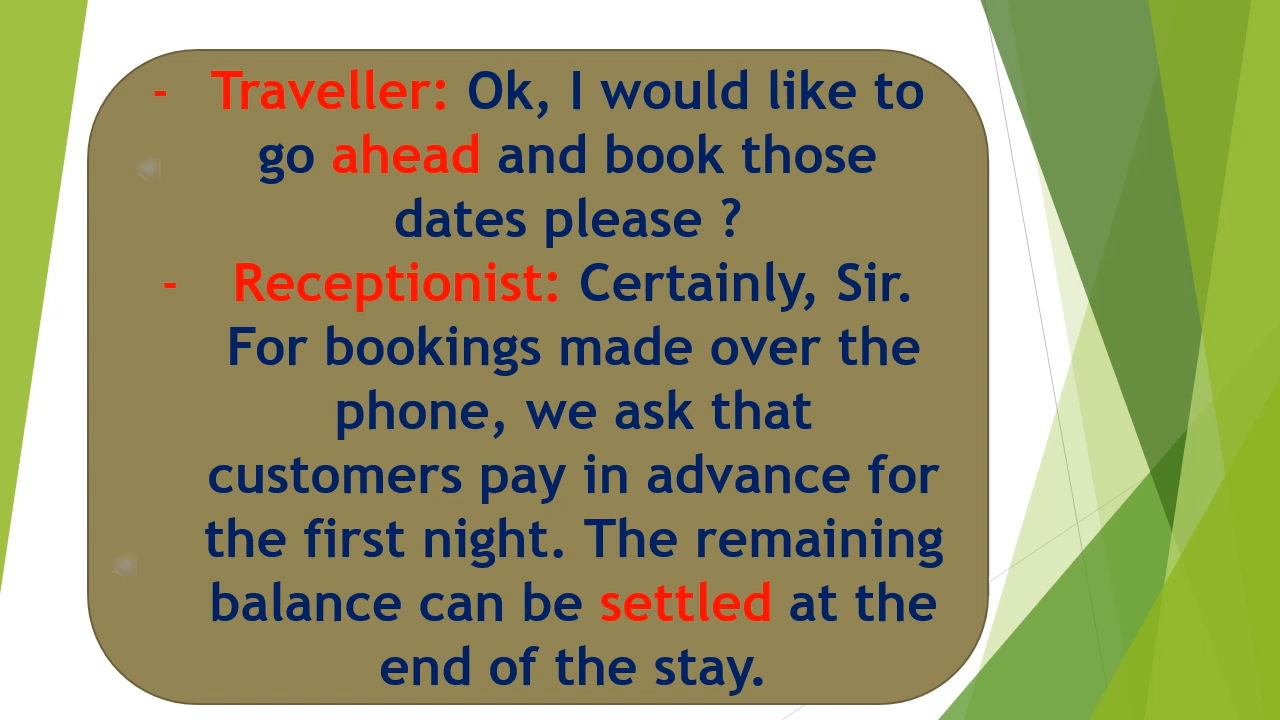 - Traveller: Ok, I would like to
go ahead and book those
dates please ?
- Receptionist: Certainly, Sir.
For bookings made over the
phone, we ask that
customers pay in advance for
the first night. The remaining
balance can be settled at the
end of the stay.